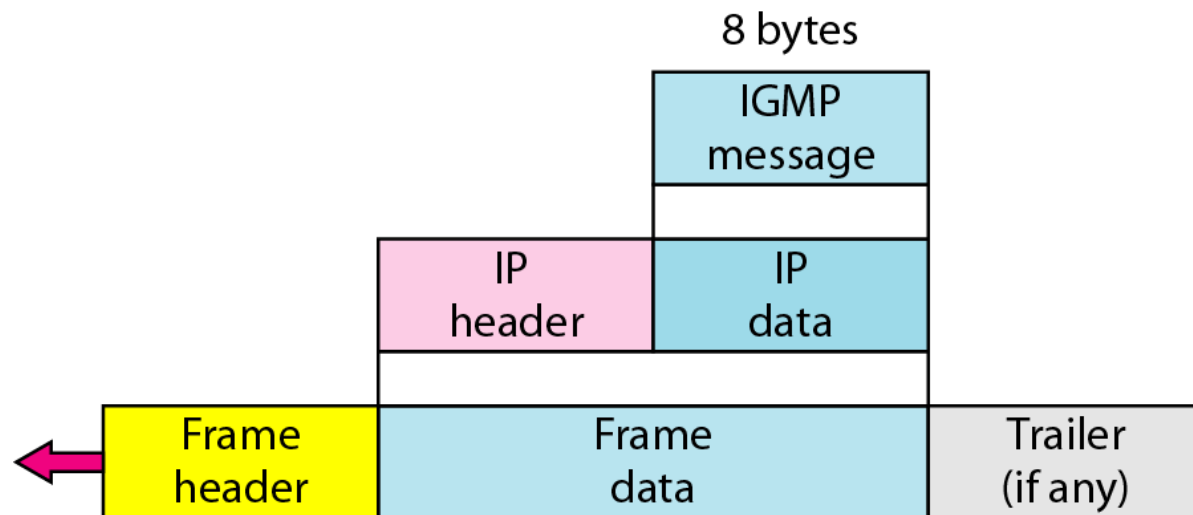 8 bytes
IGMP
message
IP
header
IP
data
Frame
header
Frame
data
Trailer
(if any)